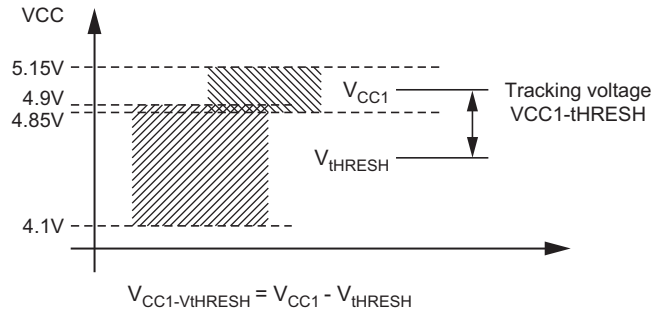 VCC
5.15V
4.9V
4.85V
4.1V
VCC1
VtHRESH
Tracking voltage
VCC1-tHRESH
VCC1-VtHRESH = VCC1 - VtHRESH